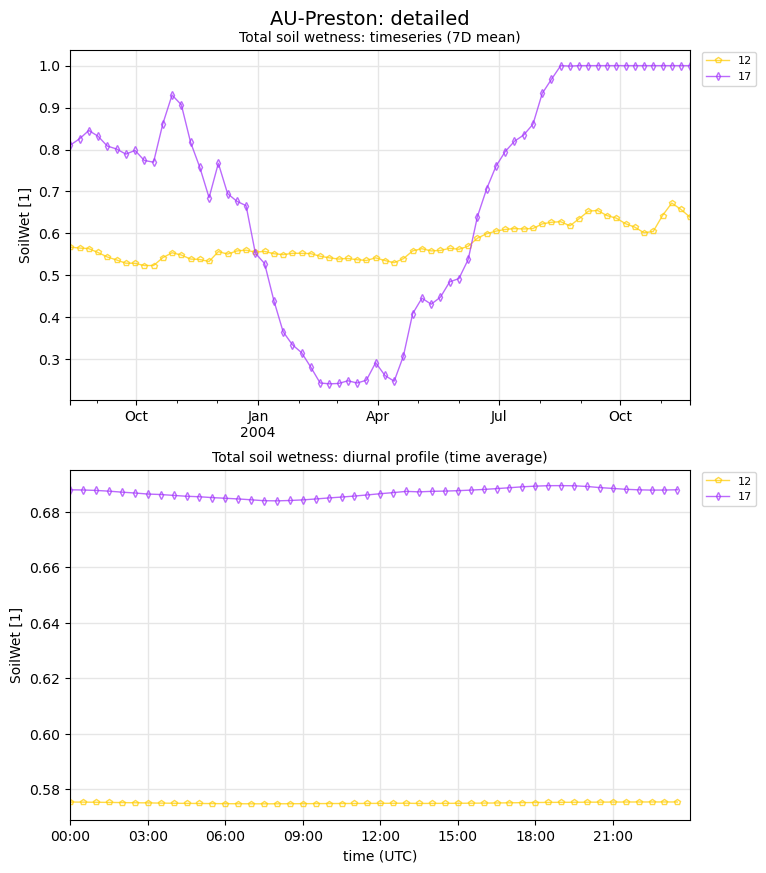 AU-Preston: detailed
Total soil wetness: timeseries (7D mean)
12
17
1.0
0.9
0.8
0.7
0.6
0.5
0.4
0.3
SoilWet [1]
Oct
Jan
2004
Apr
Jul
Oct
Total soil wetness: diurnal profile (time average)
12
17
0.68
0.66
0.64
0.62
0.60
0.58
SoilWet [1]
00:00
03:00
06:00
09:00
12:00
15:00
18:00
21:00
time (UTC)